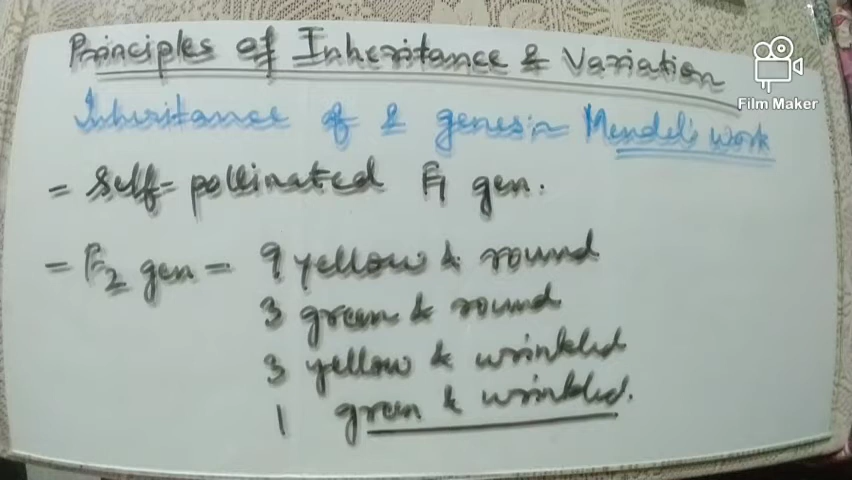 Principles of Inheritance & Variation
Film Maker
Inheritance of 2 genes:~ Mendel's work
= Self-pollinated F1 gen.
= F2 gen = 9 yellow & round
3 green & round
3 yellow & wrinkled
1 green & wrinkled.